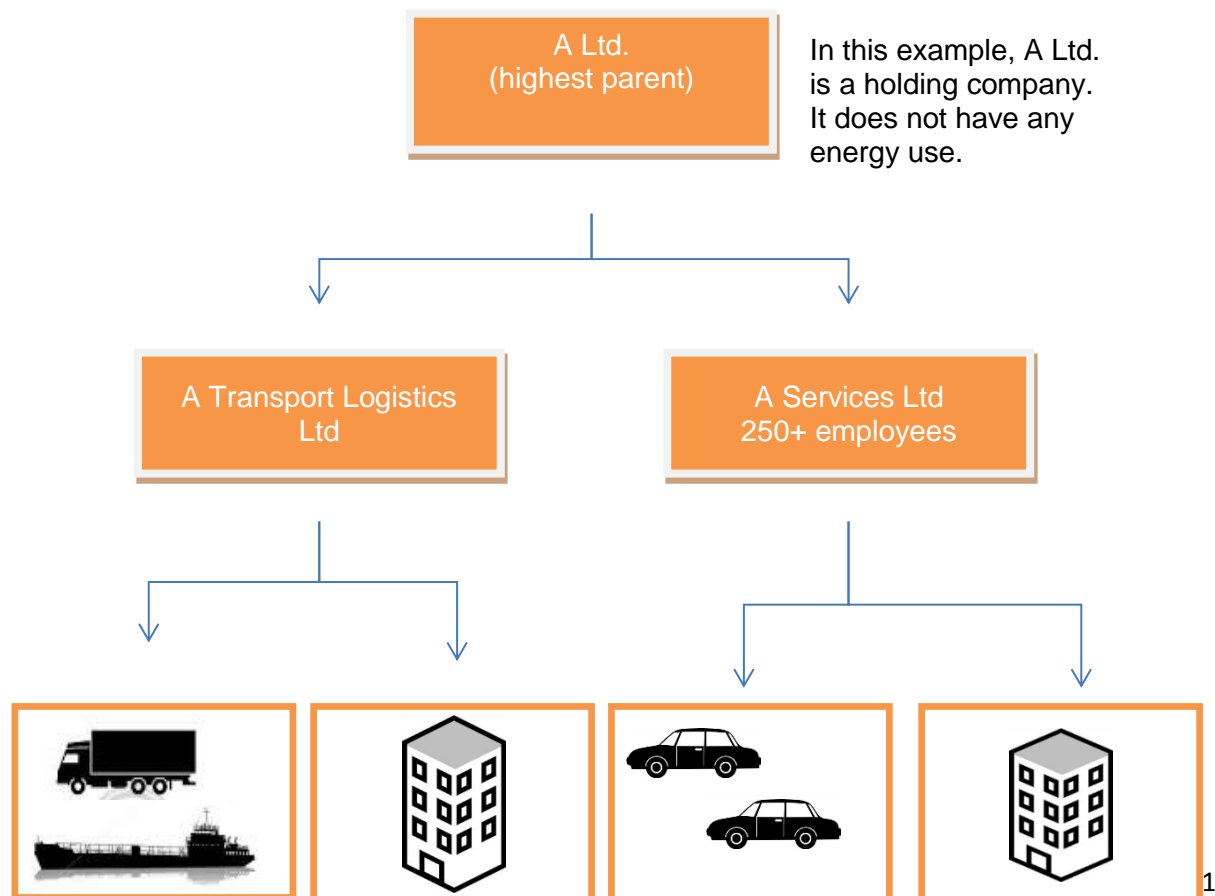 A Ltd.
(highest parent)
In this example, A Ltd.
is a holding company.
It does not have any
energy use.
A Transport Logistics
Ltd
A Services Ltd
250+ employees
1